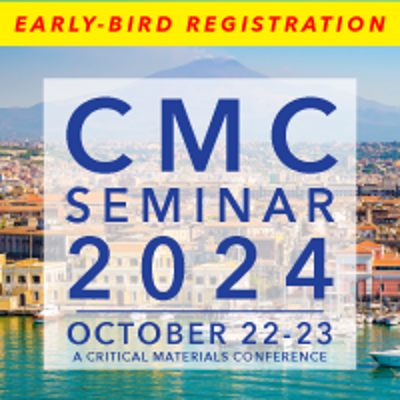 EARLY-BIRD REGISTRATION
CMC
SEMINAR
2024
OCTOBER 22-23
A CRITICAL MATERIALS CONFERENCE